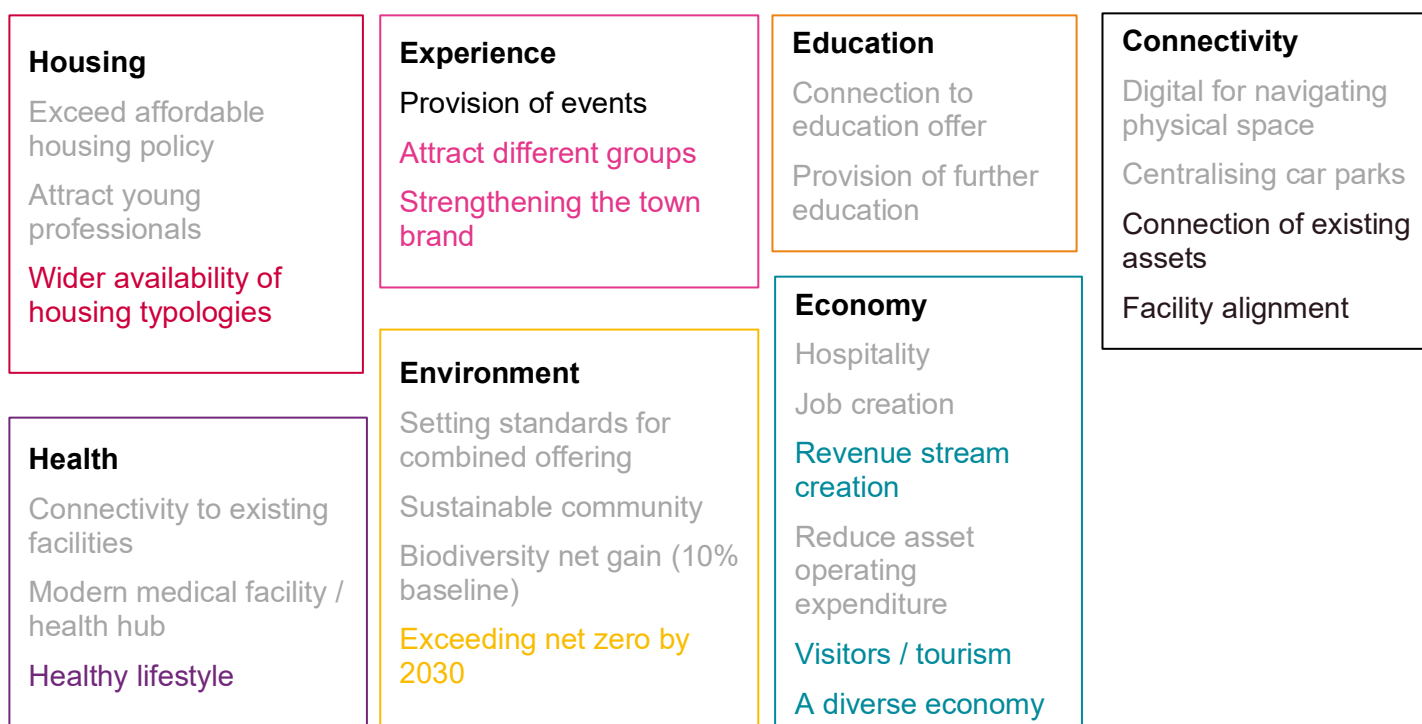 Housing
Exceed affordable
housing policy
Attract young
professionals
Wider availability of
housing typologies
Experience
Provision of events
Attract different groups
Strengthening the town
brand
Education
Connection to
education offer
Provision of further
education
Connectivity
Digital for navigating
physical space
Centralising car parks
Connection of existing
assets
Facility alignment
Health
Connectivity to existing
facilities
Modern medical facility /
health hub
Healthy lifestyle
Environment
Setting standards for
combined offering
Sustainable community
Biodiversity net gain (10%
baseline)
Exceeding net zero by
2030
Economy
Hospitality
Job creation
Revenue stream
creation
Reduce asset
operating
expenditure
Visitors / tourism
A diverse economy